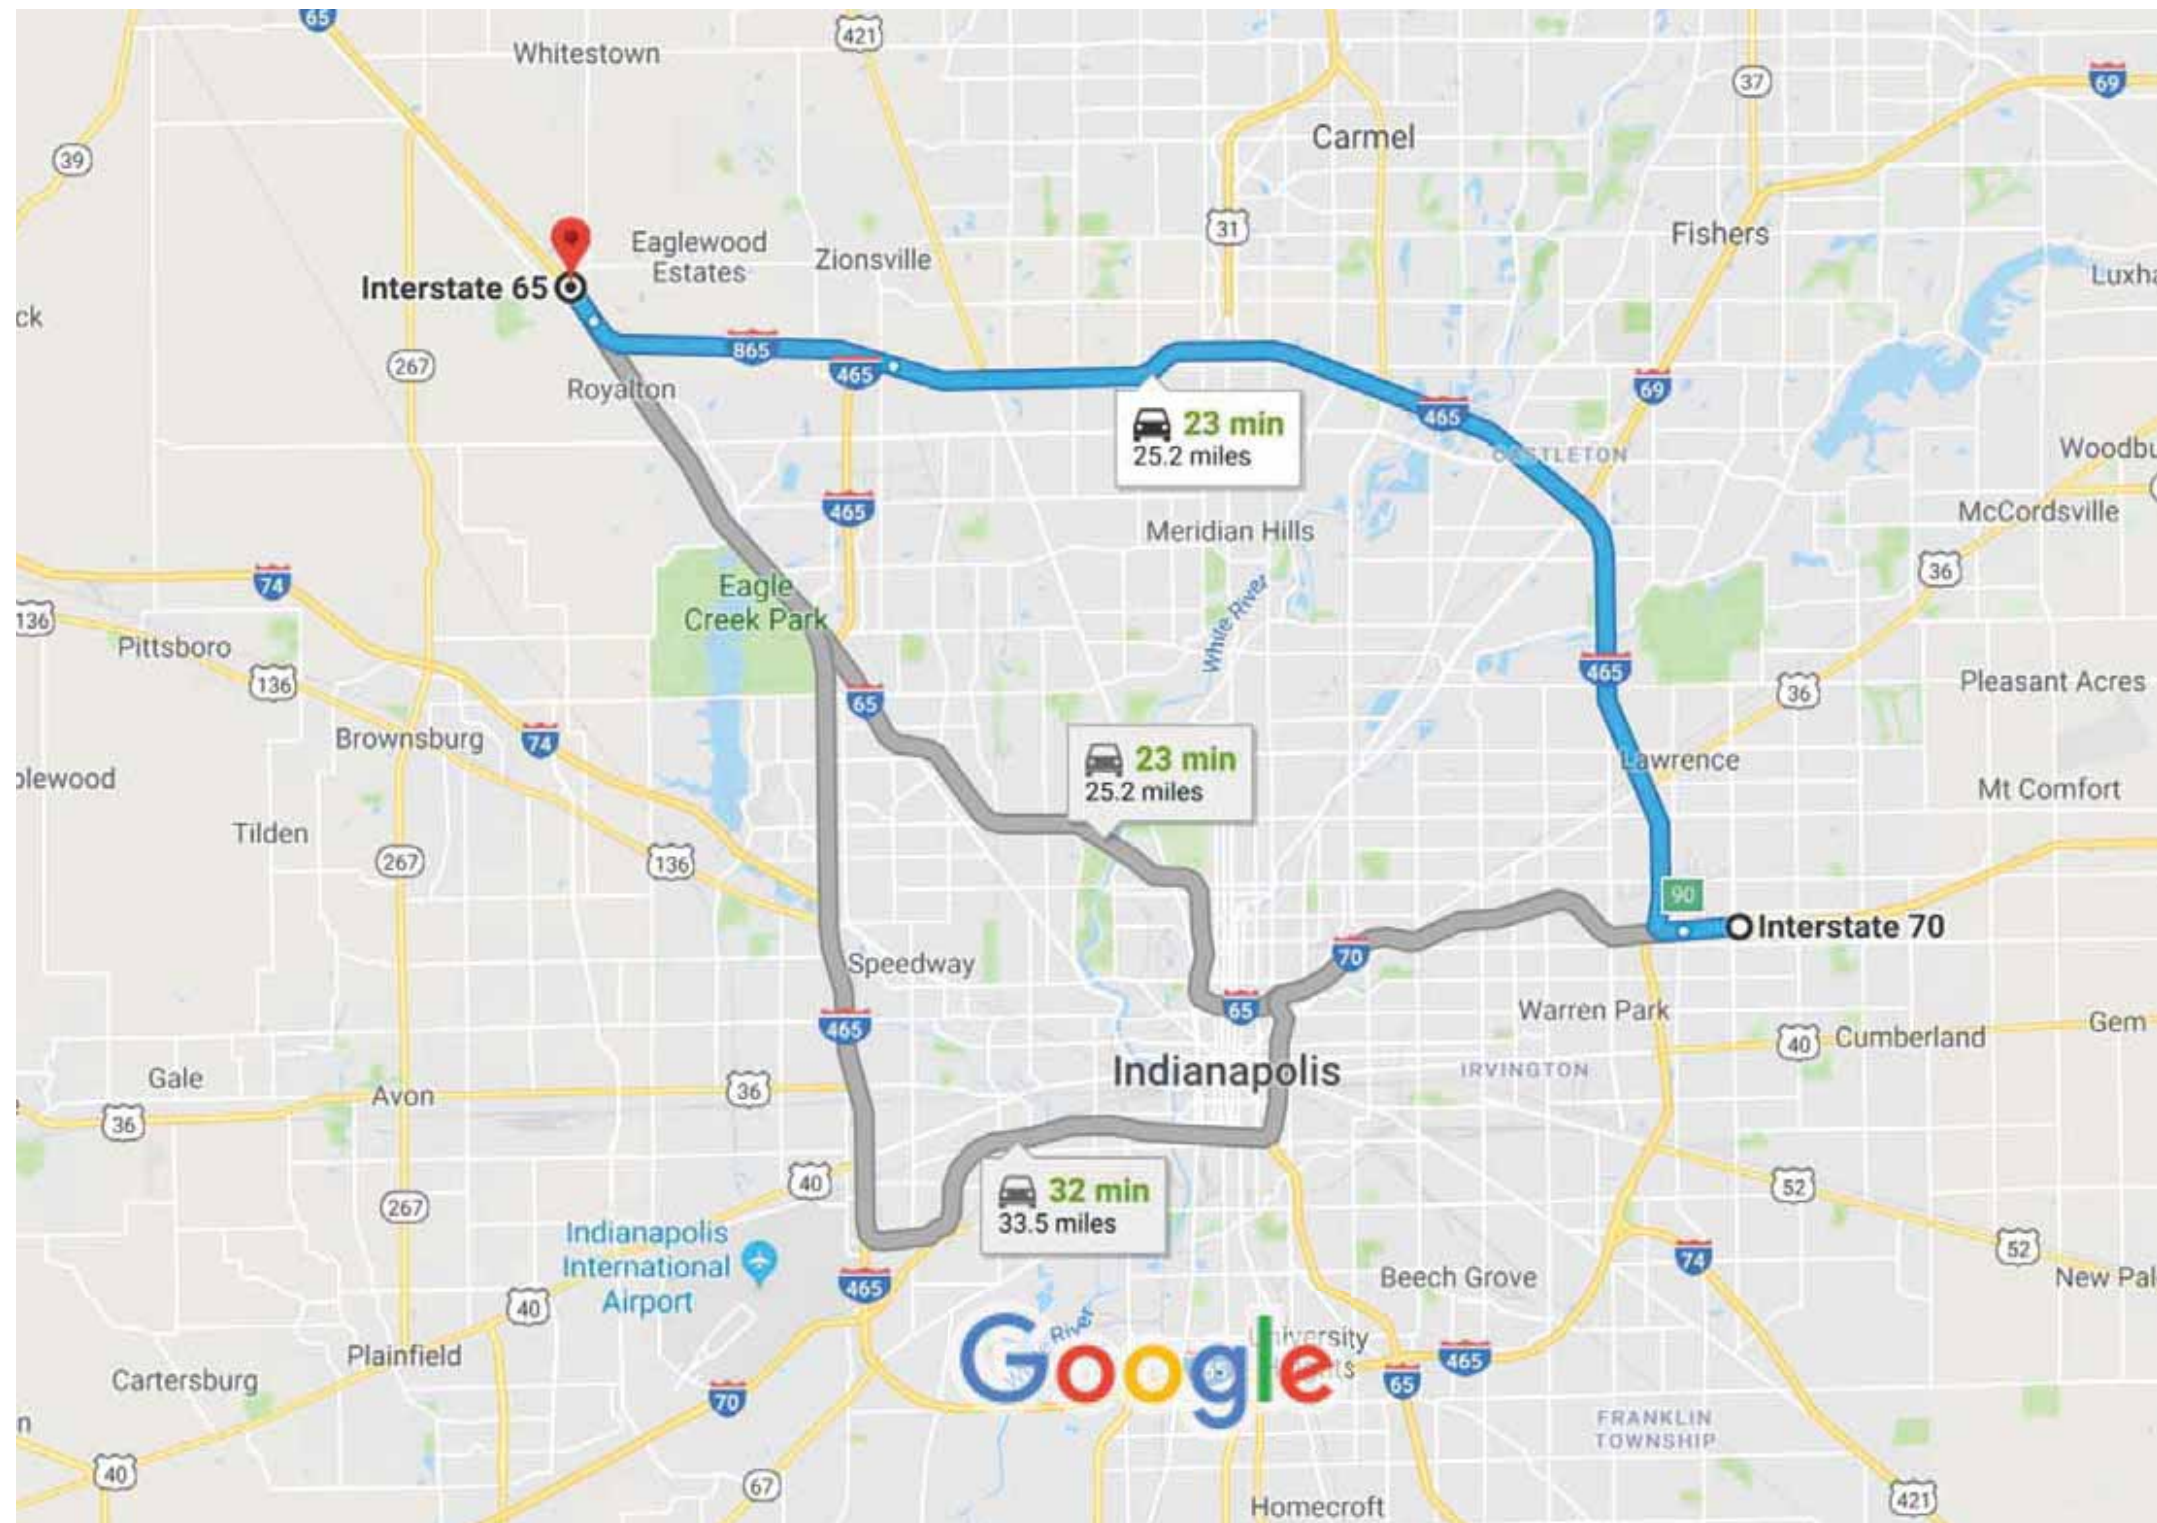 65
Whitestown
421
37
69
39
Carmel
31
Fishers
Eaglewood
Estates
Zionsville
Interstate 65
ck
865
465
267
Royalton
23 min
25.2 miles
465
69
CASTLETON
Woodbu
465
Meridian Hills
McCordsville
74
Eagle
Creek Park
36
136
Pittsboro
136
White River
465
36
Pleasant Acres
65
Brownsburg
74
23 min
25.2 miles
Lawrence
plewood
Mt Comfort
Tilden
267
136
90
Interstate 70
Speedway
70
465
65
Warren Park
40
Cumberland
Gem
Indianapolis
IRVINGTON
Gale
Avon
36
36
40
32 min
33.5 miles
52
267
Indianapolis
International
Airport
52
74
465
Beech Grove
New Pal
40
Google
River
University
Plainfield
465
65
Cartersburg
70
n
FRANKLIN
TOWNSHIP
40
67
Homecroft
421
Luxha